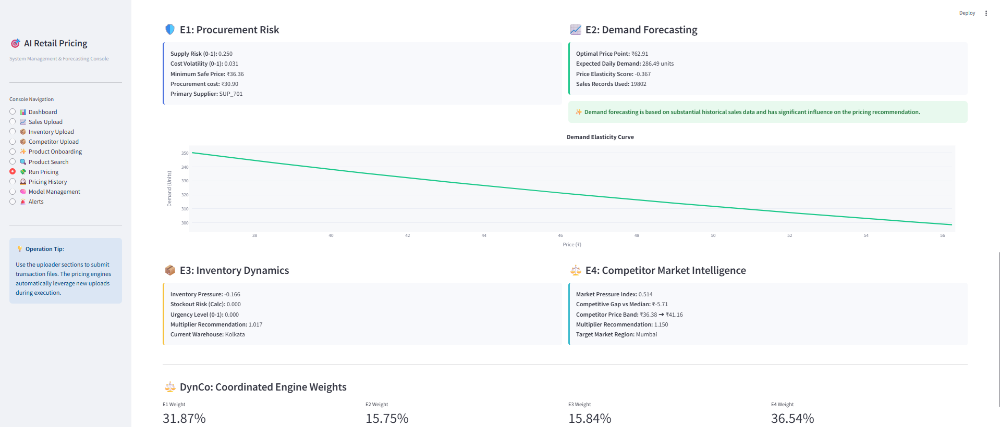 Deploy
AI Retail Pricing
System Management & Forecasting Console
Console Navigation
Dashboard
Sales Upload
Inventory Upload
Competitor Upload
Product Onboarding
Product Search
Run Pricing
Pricing History
Model Management
Alerts
Operation Tip:
Use the uploader sections to submit
transaction files. The pricing engines
automatically leverage new uploads
during execution.
E1: Procurement Risk
Supply Risk (0-1): 0.250
Cost Volatility (0-1): 0.031
Minimum Safe Price: ₹36.36
Procurement cost: ₹30.90
Primary Supplier: SUP_701
E2: Demand Forecasting
Optimal Price Point: ₹62.91
Expected Daily Demand: 286.49 units
Price Elasticity Score: -0.367
Sales Records Used: 19802
Demand forecasting is based on substantial historical sales data and has significant influence on the pricing recommendation.
Demand Elasticity Curve
Demand (Units)
350
340
330
320
310
300
38 40 42 44 46 48 50 52 54 56
Price (₹)
E3: Inventory Dynamics
Inventory Pressure: -0.166
Stockout Risk (Calc): 0.000
Urgency Level (0-1): 0.000
Multiplier Recommendation: 1.017
Current Warehouse: Kolkata
E4: Competitor Market Intelligence
Market Pressure Index: 0.514
Competitive Gap vs Median: ₹-5.71
Competitor Price Band: ₹36.38 ➔ ₹41.16
Multiplier Recommendation: 1.150
Target Market Region: Mumbai
DynCo: Coordinated Engine Weights
E1 Weight
31.87%
E2 Weight
15.75%
E3 Weight
15.84%
E4 Weight
36.54%